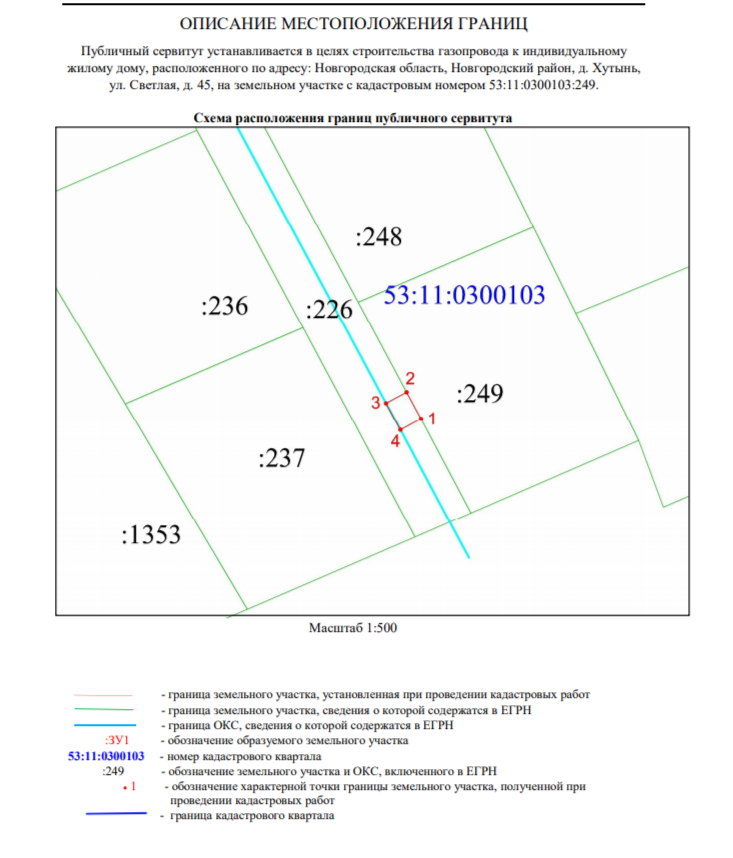 ОПИСАНИЕ МЕСТОПОЛОЖЕНИЯ ГРАНИЦ
Публичный сервитут устанавливается в целях строительства газопровода к индивидуальному
жилому дому, расположенного по адресу: Новгородская область, Новгородский район, д. Хутынь,
ул. Светлая, д. 45, на земельном участке с кадастровым номером 53:11:0300103:249.
Схема расположения границ публичного сервитута
:248
53:11:0300103
:236
:226
2
3
:249
1
4
:237
:1353
Масштаб 1:500
- граница земельного участка, установленная при проведении кадастровых работ
- граница земельного участка, сведения о которой содержатся в ЕГРН
- граница ОКС, сведения о которой содержатся в ЕГРН
:ЗУ1 - обозначение образуемого земельного участка
53:11:0300103 - номер кадастрового квартала
:249 - обозначение земельного участка и ОКС, включенного в ЕГРН
1 - обозначение характерной точки границы земельного участка, полученной при
проведении кадастровых работ
- граница кадастрового квартала